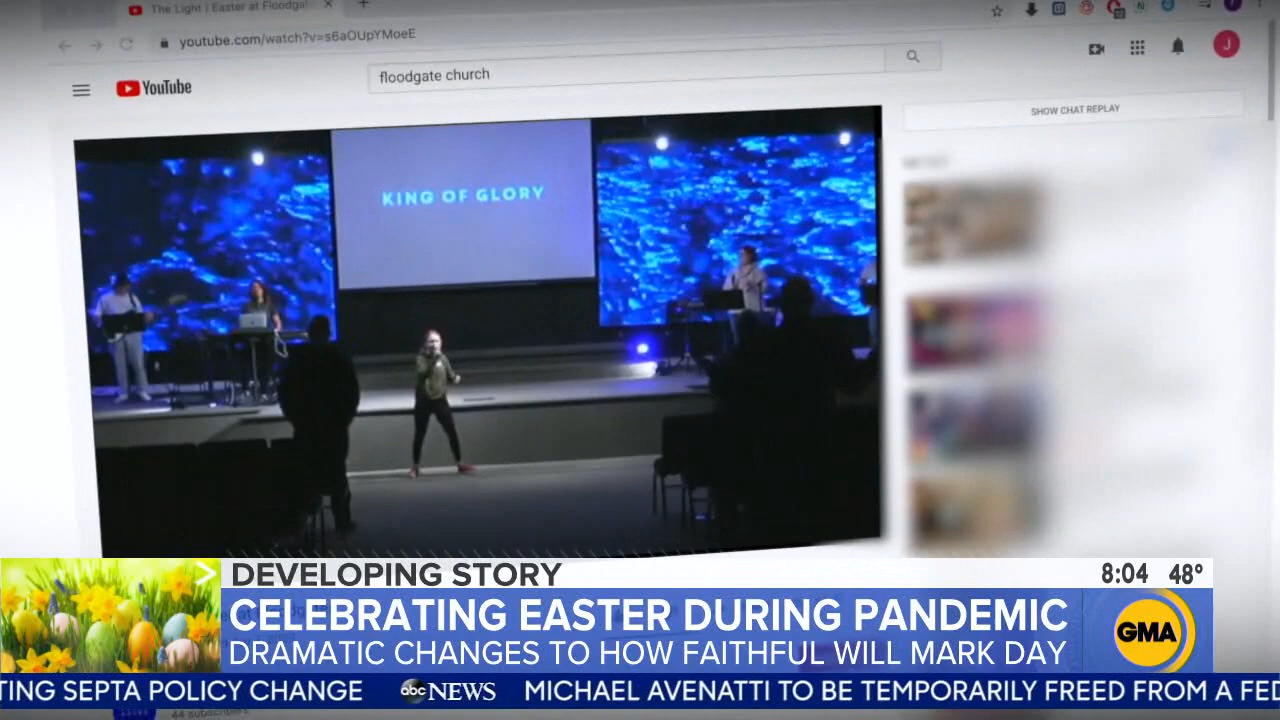 The Light | Easter at Floodgat
youtube.com/watch?v=s6aOUpYMoeE
YouTube
floodgate church
J
SHOW CHAT REPLAY
KING OF GLORY
DEVELOPING STORY
8:04 48°
CELEBRATING EASTER DURING PANDEMIC
DRAMATIC CHANGES TO HOW FAITHFUL WILL MARK DAY
GMA
TING SEPTA POLICY CHANGE abc NEWS MICHAEL AVENATTI TO BE TEMPORARILY FREED FROM A FED
44 subscribers